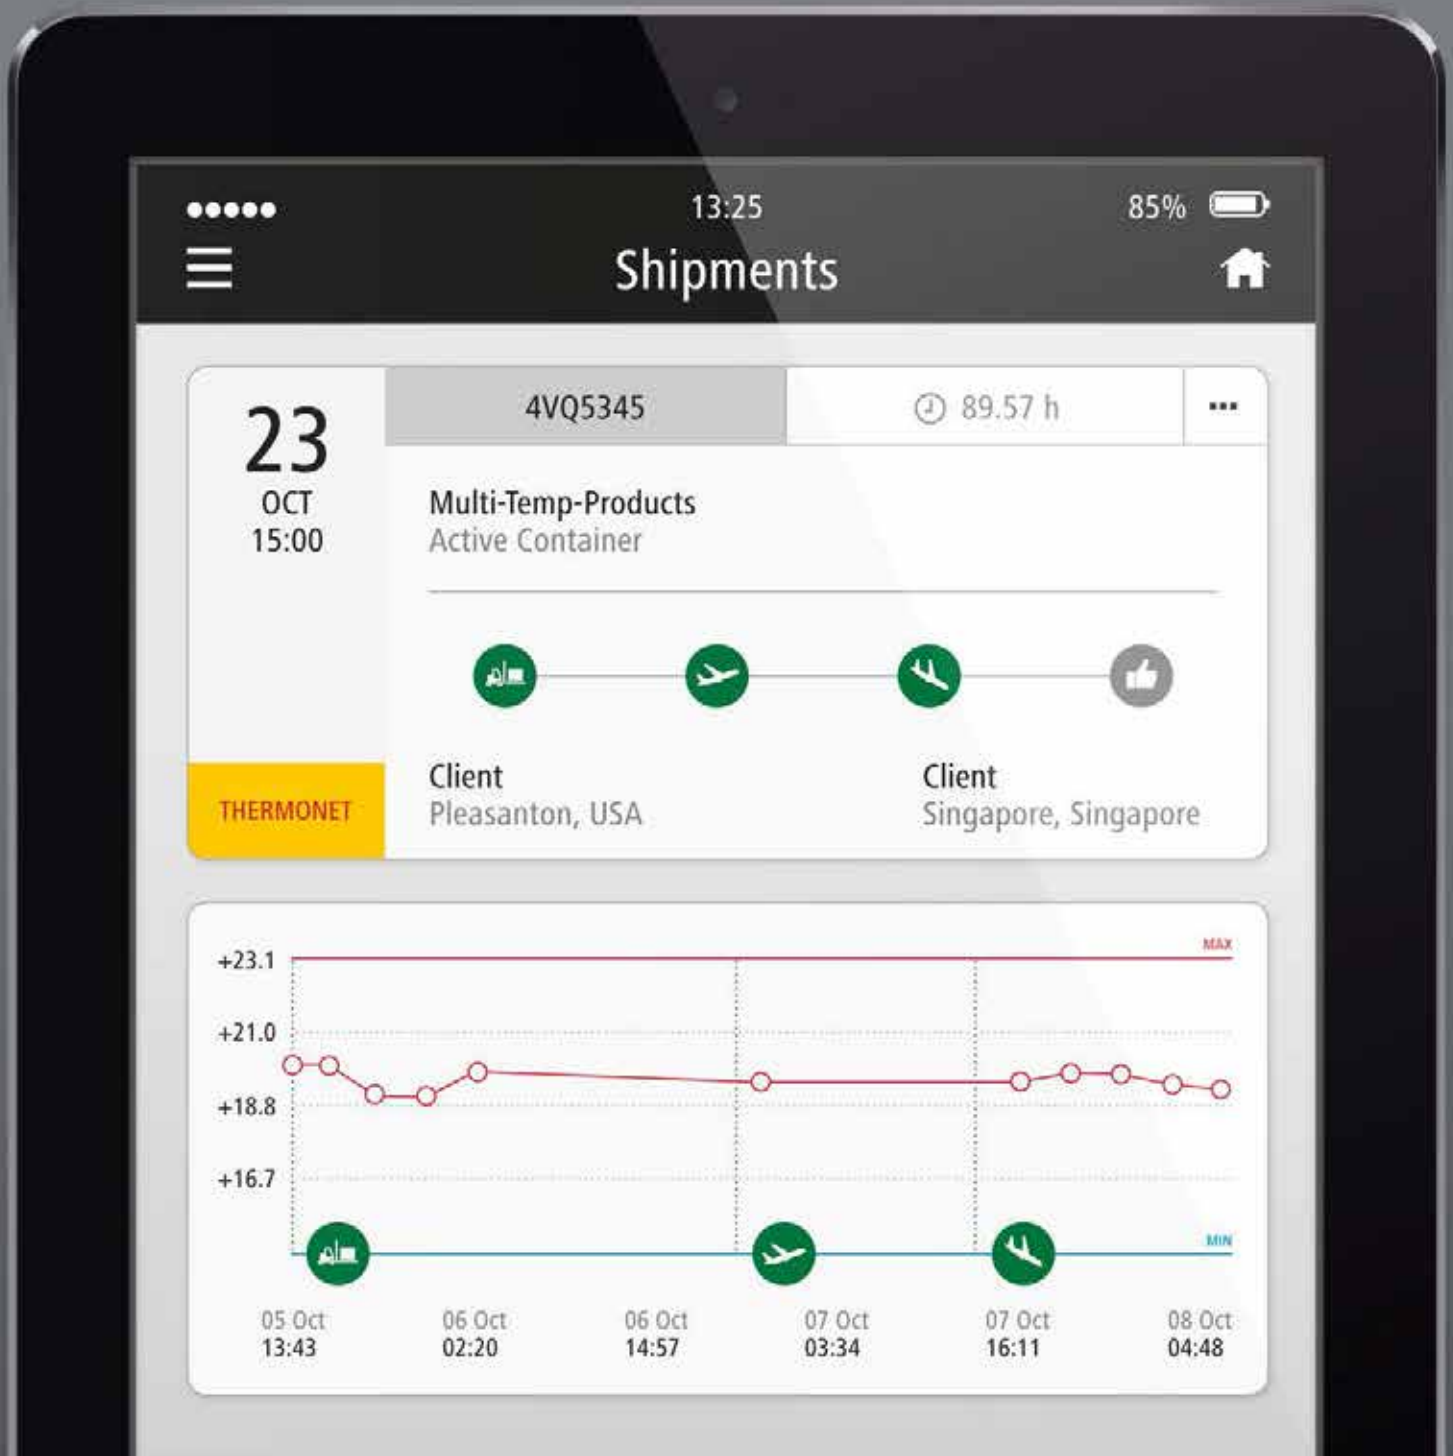 13:25
85%
Shipments
23
OCT
15:00
4VQ5345
89.57 h
Multi-Temp-Products
Active Container
THERMONET
Client
Pleasanton, USA
Client
Singapore, Singapore
MAX
+23.1
+21.0
+18.8
+16.7
MIN
05 Oct 06 Oct 06 Oct 07 Oct 07 Oct 08 Oct
13:43 02:20 14:57 03:34 16:11 04:48